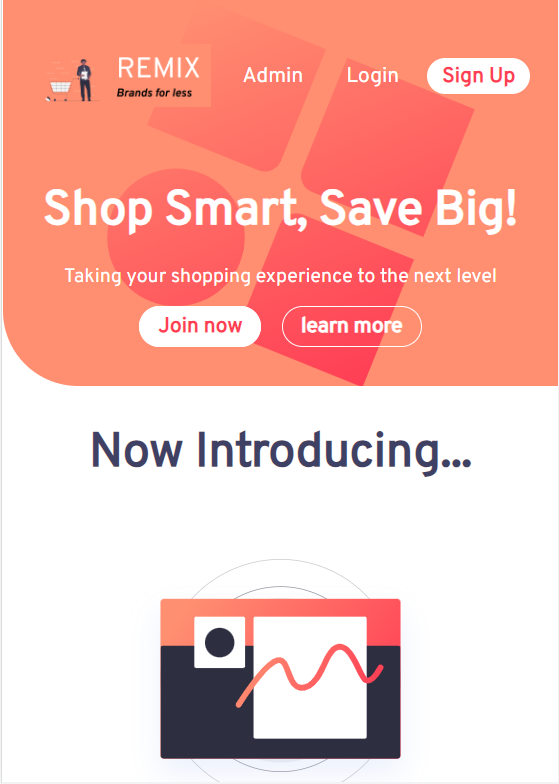 REMIX
Brands for less
Admin Login Sign Up
Shop Smart, Save Big!
Taking your shopping experience to the next level
Join now learn more
Now Introducing...